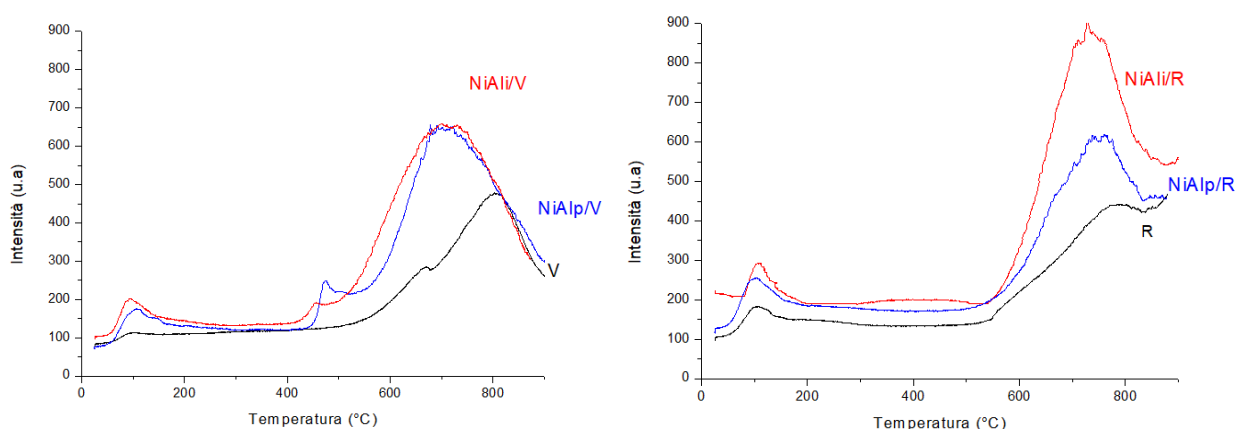 900
800
700
600
500
400
300
200
100
0
Intensità (u.a)
NiAli/V
NiAlp/V
V
0 200 400 600 800
Temperatura (°C)
900
800
700
600
500
400
300
200
100
0
Intensità (u.a)
NiAli/R
NiAlp/R
R
0 200 400 600 800
Temperatura (°C)